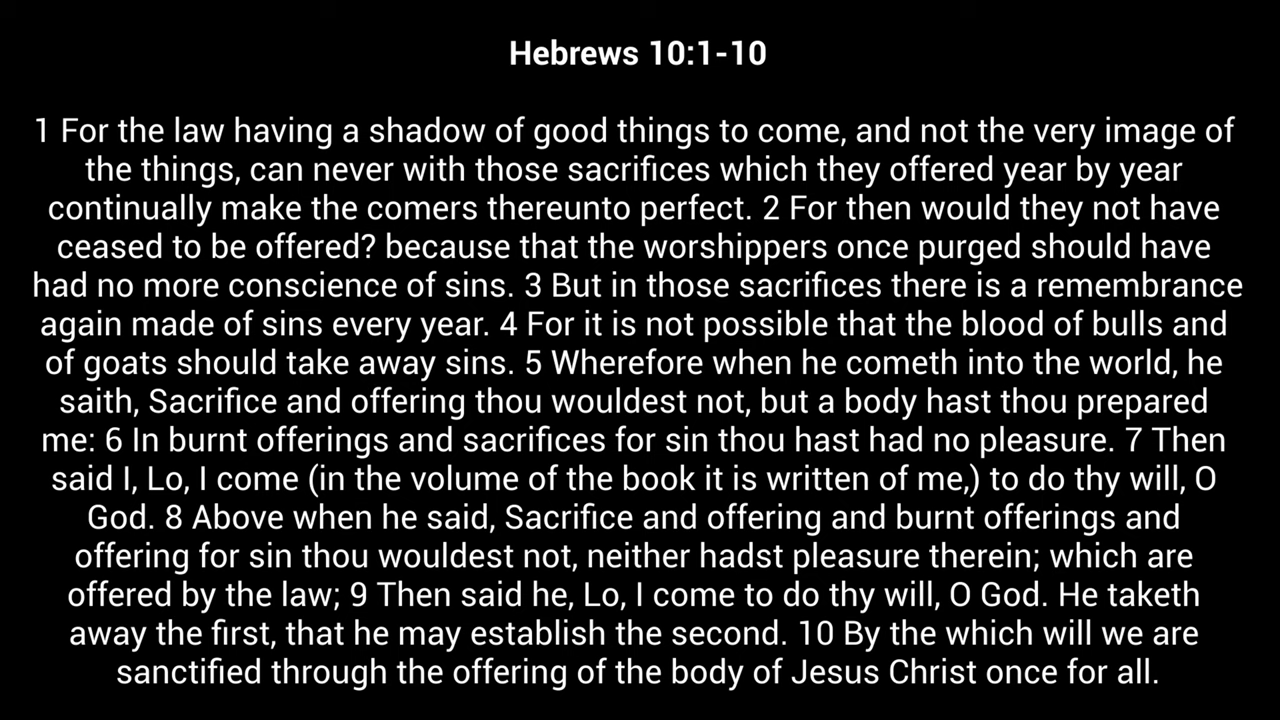 Hebrews 10:1-10
1 For the law having a shadow of good things to come, and not the very image of
the things, can never with those sacrifices which they offered year by year
continually make the comers thereunto perfect. 2 For then would they not have
ceased to be offered? because that the worshippers once purged should have
had no more conscience of sins. 3 But in those sacrifices there is a remembrance
again made of sins every year. 4 For it is not possible that the blood of bulls and
of goats should take away sins. 5 Wherefore when he cometh into the world, he
saith, Sacrifice and offering thou wouldest not, but a body hast thou prepared
me: 6 In burnt offerings and sacrifices for sin thou hast had no pleasure. 7 Then
said I, Lo, I come (in the volume of the book it is written of me,) to do thy will, O
God. 8 Above when he said, Sacrifice and offering and burnt offerings and
offering for sin thou wouldest not, neither hadst pleasure therein; which are
offered by the law; 9 Then said he, Lo, I come to do thy will, O God. He taketh
away the first, that he may establish the second. 10 By the which will we are
sanctified through the offering of the body of Jesus Christ once for all.